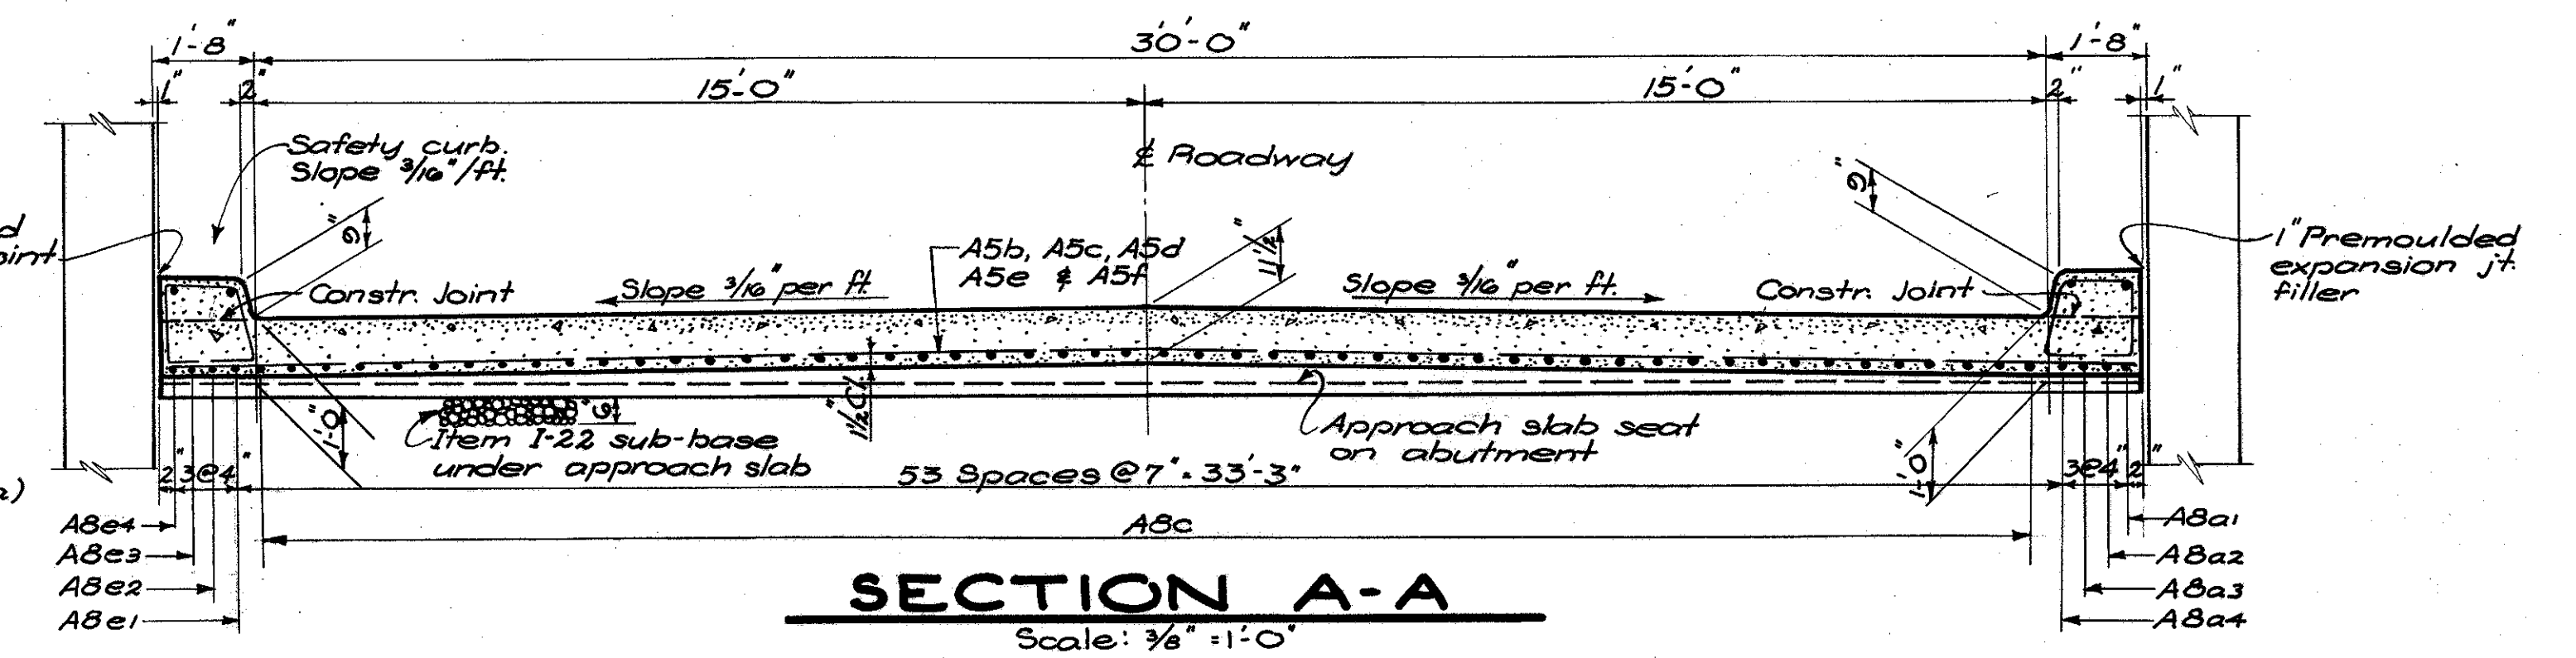 1'-8"
30'-0"
1'-8"
1"
2"
15'-0"
15'-0"
2"
1"
Safety curb.
Slope 3/16"/ft.
℄ Roadway
9"
9"
oint
A5b, A5c, A5d
A5e & A5f
11 1/2"
1" Premoulded
expansion jt.
filler
Constr. Joint
Slope 3/16" per ft.
Slope 3/16" per ft.
Constr. Joint
1'-0"
Item I-22 sub-base
under approach slab
1 1/2" Cl.
Approach slab seat
on abutment
1'-0"
2" 3@4"
53 Spaces @ 7" = 33'-3"
3@4" 2"
A8e4
A8e3
A8e2
A8e1
A8c
A8a1
A8a2
A8a3
A8a4
SECTION A-A
Scale: 3/8" = 1'-0"